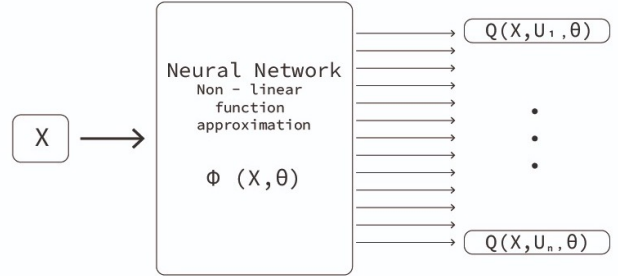 X
Neural Network
Non - linear
function
approximation
Φ (X,θ)
Q(X,U₁,θ)
Q(X,Uₙ,θ)